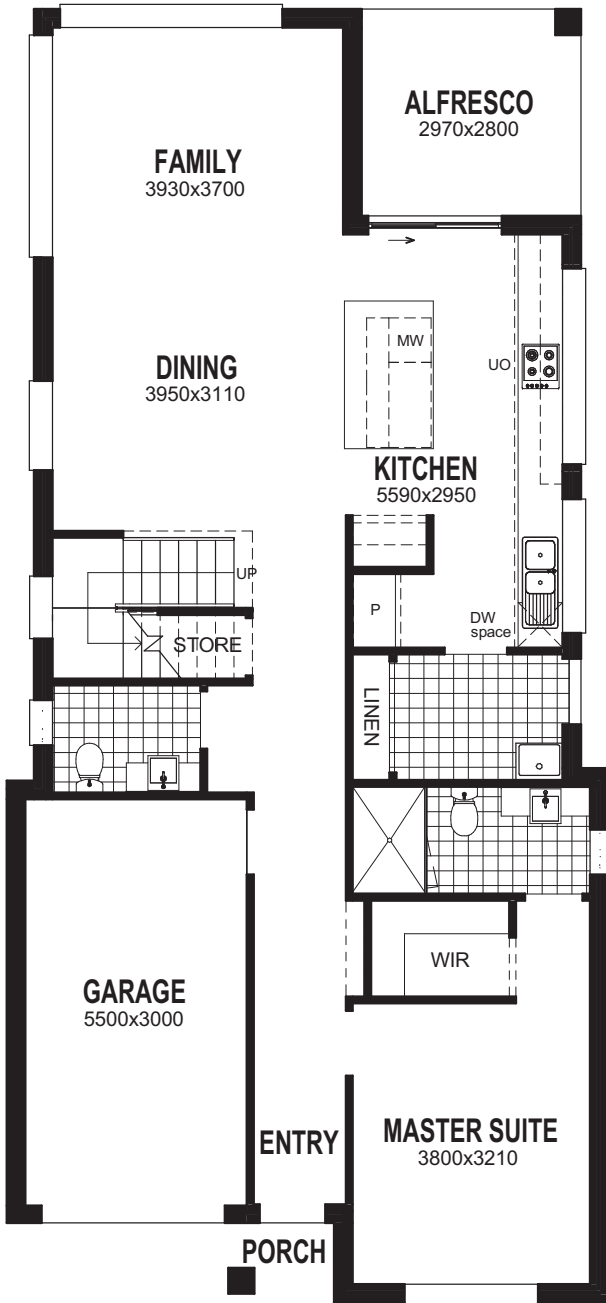 ALFRESCO
2970x2800
FAMILY
3930x3700
MW
UO
DINING
3950x3110
KITCHEN
5590x2950
UP
P
DW
space
STORE
LINEN
WIR
GARAGE
5500x3000
ENTRY
MASTER SUITE
3800x3210
PORCH